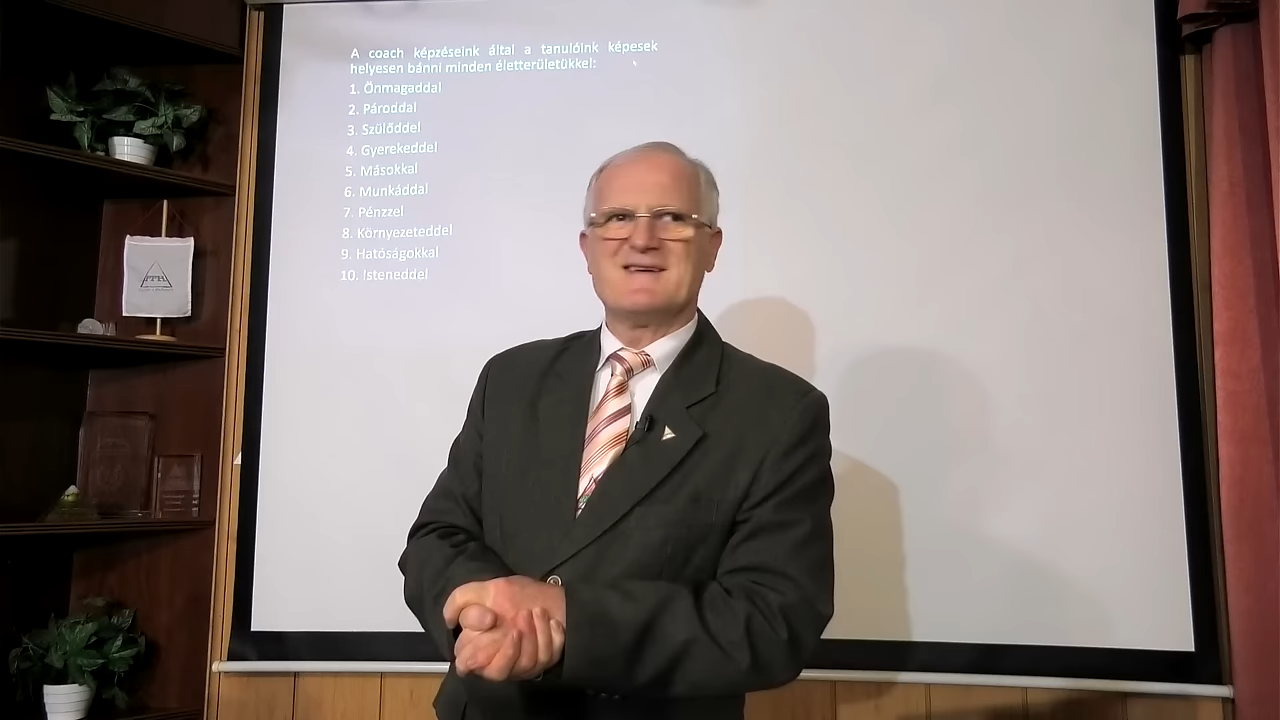 A coach képzéseink által a tanulóink képesek
helyesen bánni minden életterületükkel:
1. Önmagaddal
2. Pároddal
3. Szülőddel
4. Gyerekeddel
5. Másokkal
6. Munkáddal
7. Pénzzel
8. Környezeteddel
9. Hatóságokkal
10. Isteneddel